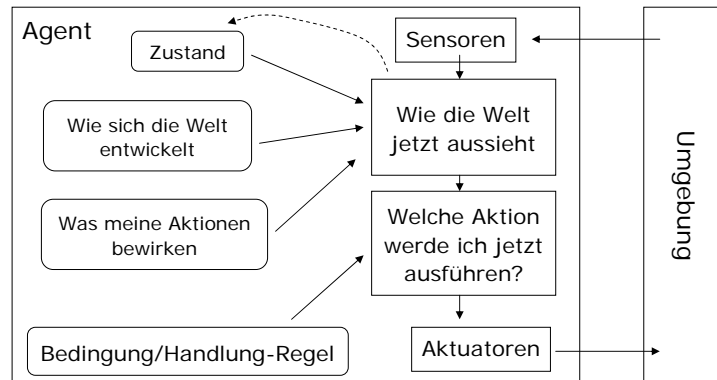 Agent
Sensoren
Zustand
Wie die Welt
jetzt aussieht
Wie sich die Welt
entwickelt
Was meine Aktionen
bewirken
Welche Aktion
werde ich jetzt
ausführen?
Bedingung/Handlung-Regel
Aktuatoren
Umgebung